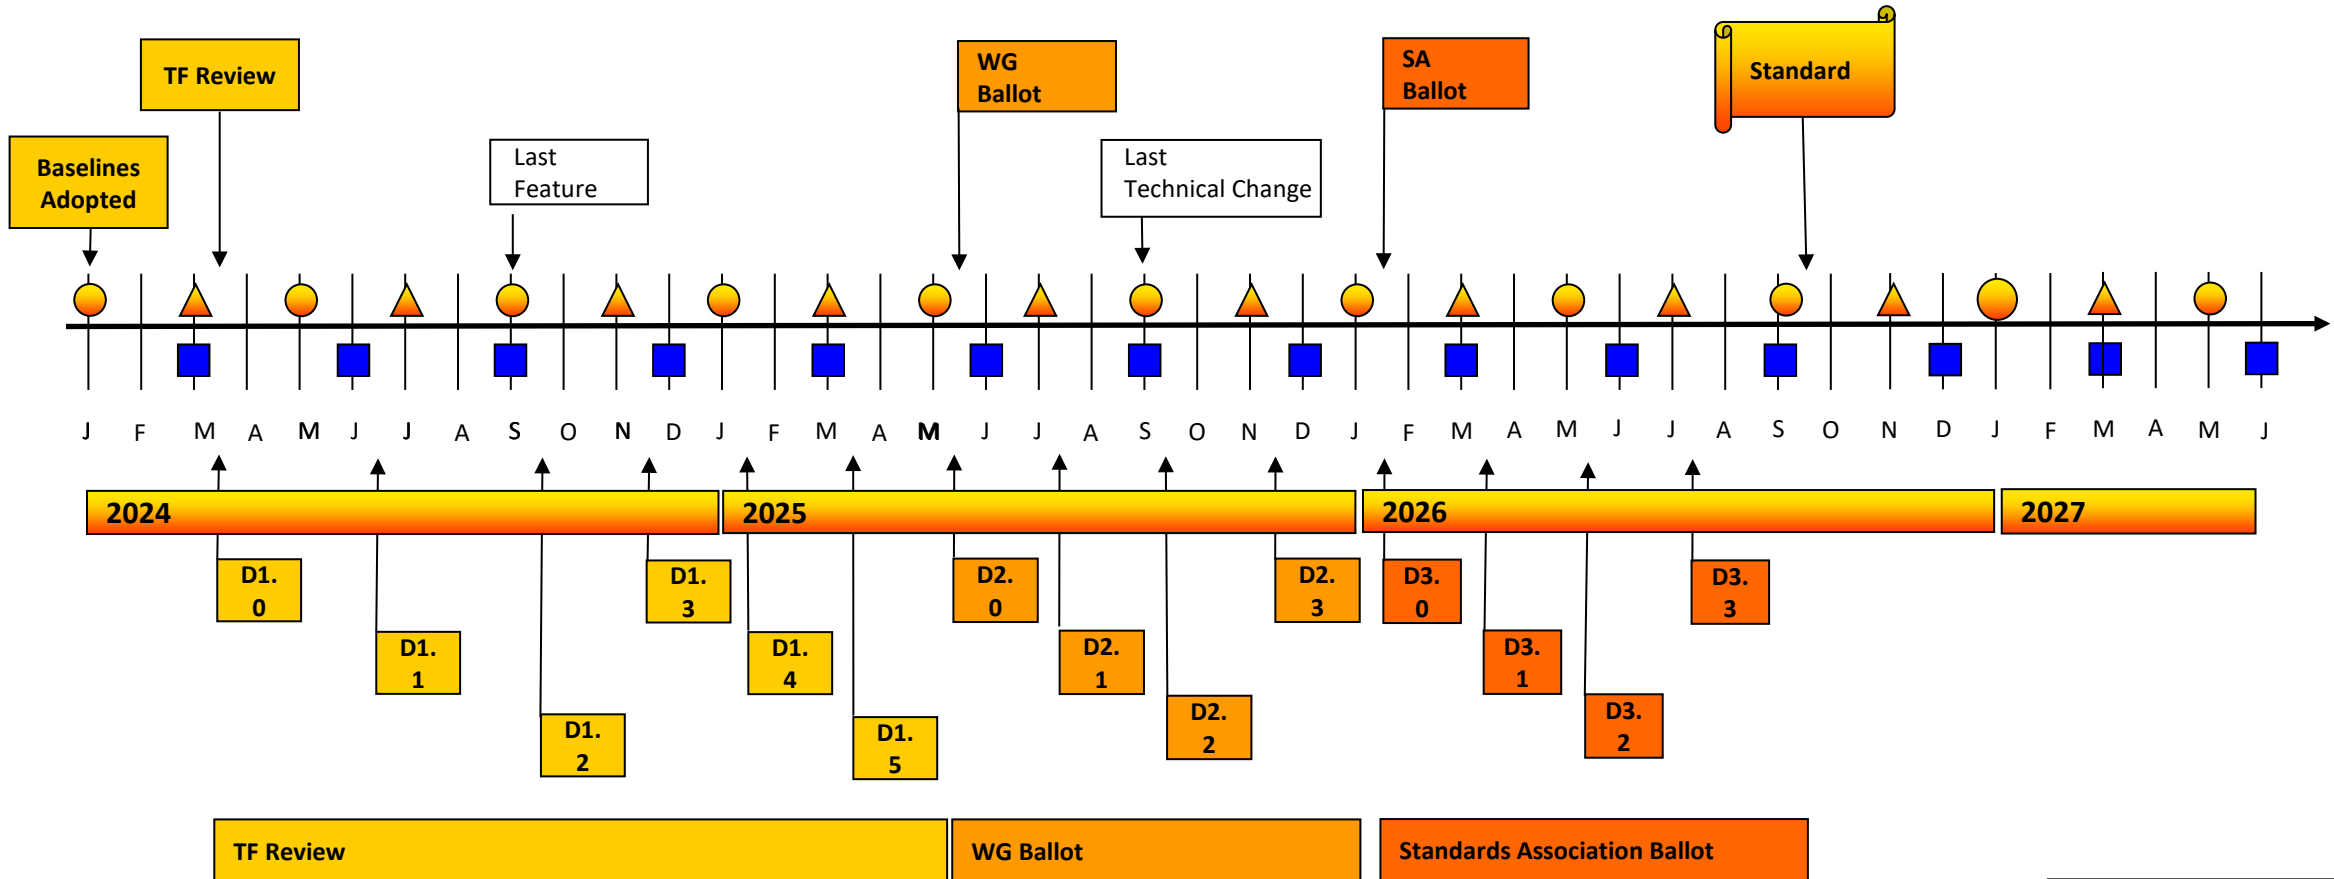 TF Review
WG
Ballot
SA
Ballot
Standard
Baselines
Adopted
Last
Feature
Last
Technical Change
J F M A M J J A S O N D J F M A M J J A S O N D J F M A M J J A S O N D J F M A M J
2024 2025 2026 2027
D1.
0
D1.
1
D1.
2
D1.
3
D1.
4
D1.
5
D2.
0
D2.
1
D2.
2
D2.
3
D3.
0
D3.
1
D3.
2
D3.
3
TF Review
WG Ballot
Standards Association Ballot